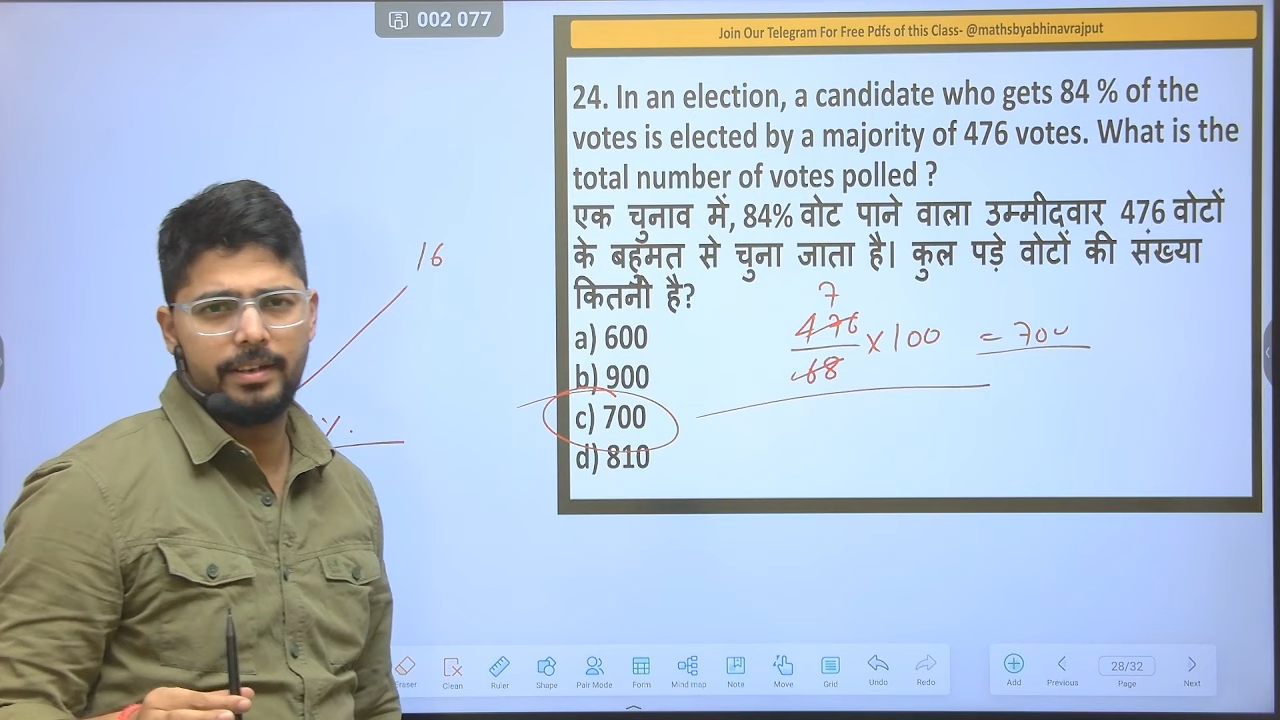 002 077
Join Our Telegram For Free Pdfs of this Class- @mathsbyabhinavrajput
24. In an election, a candidate who gets 84 % of the
votes is elected by a majority of 476 votes. What is the
total number of votes polled ?
एक चुनाव में, 84% वोट पाने वाला उम्मीदवार 476 वोटों
के बहुमत से चुना जाता है। कुल पड़े वोटों की संख्या
कितनी है?
a) 600
b) 900
c) 700
d) 810
16
%.
7
476
68
x 100
= 700
Eraser
Clean
Ruler
Shape
Pair Mode
Form
Mind map
Note
Move
Grid
Undo
Redo
Add
Previous
28/32
Page
Next